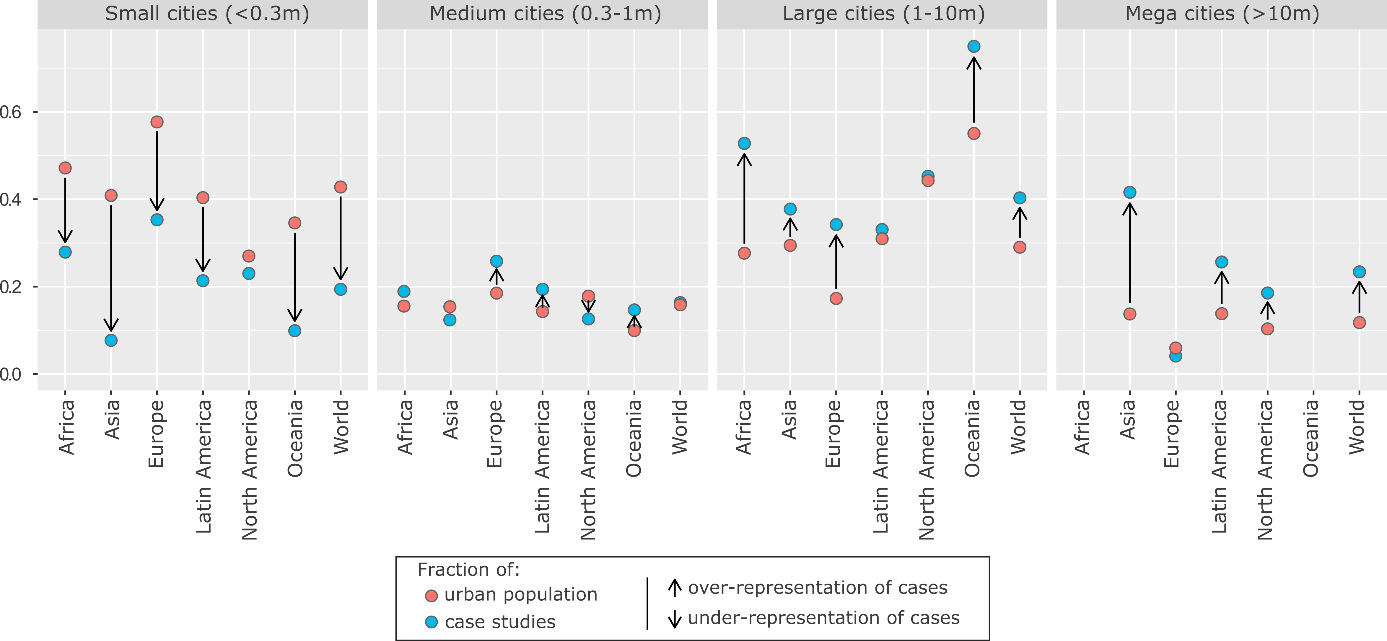 Small cities (<0.3m)
Medium cities (0.3-1m)
Large cities (1-10m)
Mega cities (>10m)
0.6
0.4
0.2
0.0
Africa
Asia
Europe
Latin America
North America
Oceania
World
Africa
Asia
Europe
Latin America
North America
Oceania
World
Africa
Asia
Europe
Latin America
North America
Oceania
World
Africa
Asia
Europe
Latin America
North America
Oceania
World
Fraction of:
urban population
case studies
over-representation of cases
under-representation of cases